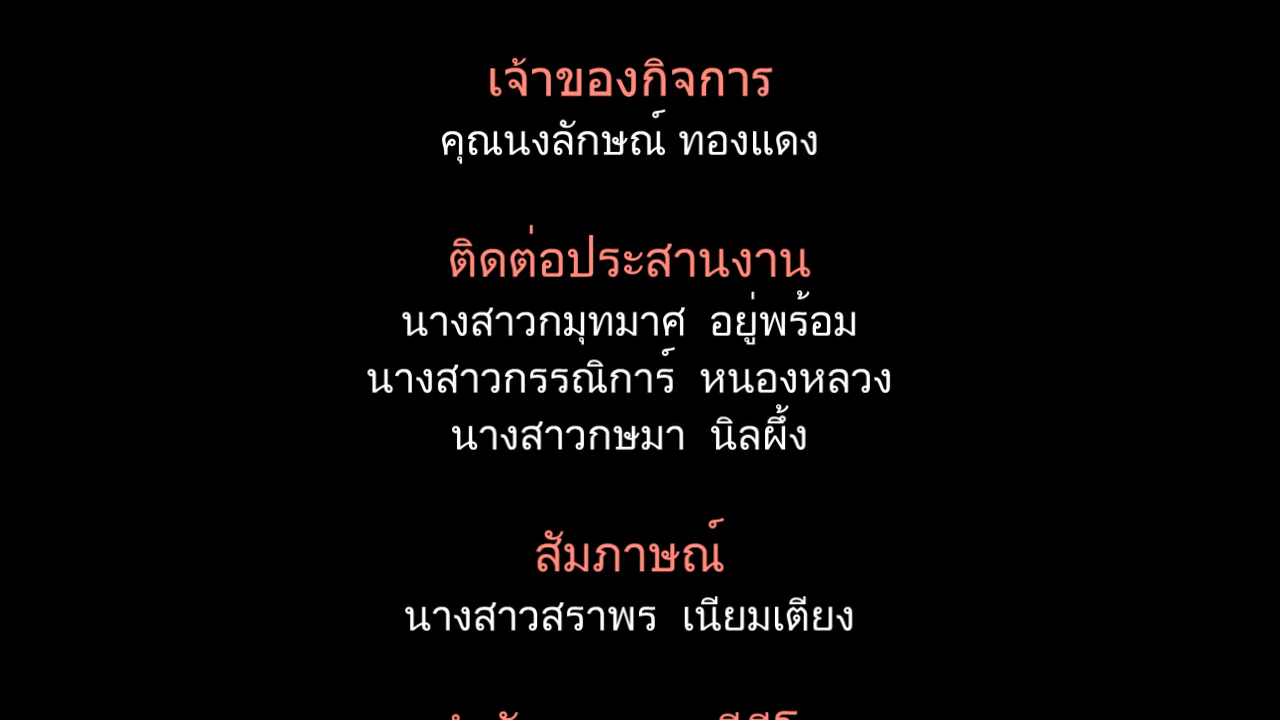 เจ้าของกิจการ
คุณนงลักษณ์ ทองแดง
ติดต่อประสานงาน
นางสาวกมุทมาศ อยู่พร้อม
นางสาวกรรณิการ์ หนองหลวง
นางสาวกษมา นิลผึ้ง
สัมภาษณ์
นางสาวสราพร เนียมเตียง